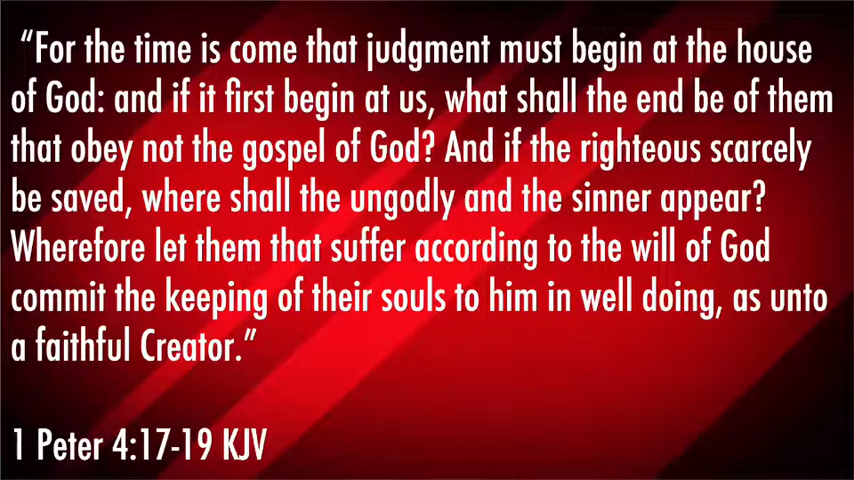 “For the time is come that judgment must begin at the house
of God: and if it first begin at us, what shall the end be of them
that obey not the gospel of God? And if the righteous scarcely
be saved, where shall the ungodly and the sinner appear?
Wherefore let them that suffer according to the will of God
commit the keeping of their souls to him in well doing, as unto
a faithful Creator.”
1 Peter 4:17-19 KJV